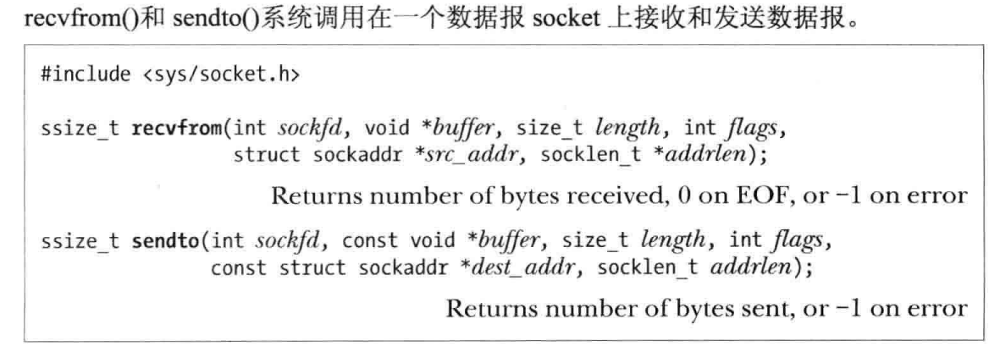 recvfrom()和 sendto()系统调用在一个数据报 socket 上接收和发送数据报。
#include <sys/socket.h>
ssize_t recvfrom(int sockfd, void *buffer, size_t length, int flags,
struct sockaddr *src_addr, socklen_t *addrlen);
Returns number of bytes received, 0 on EOF, or −1 on error
ssize_t sendto(int sockfd, const void *buffer, size_t length, int flags,
const struct sockaddr *dest_addr, socklen_t addrlen);
Returns number of bytes sent, or −1 on error